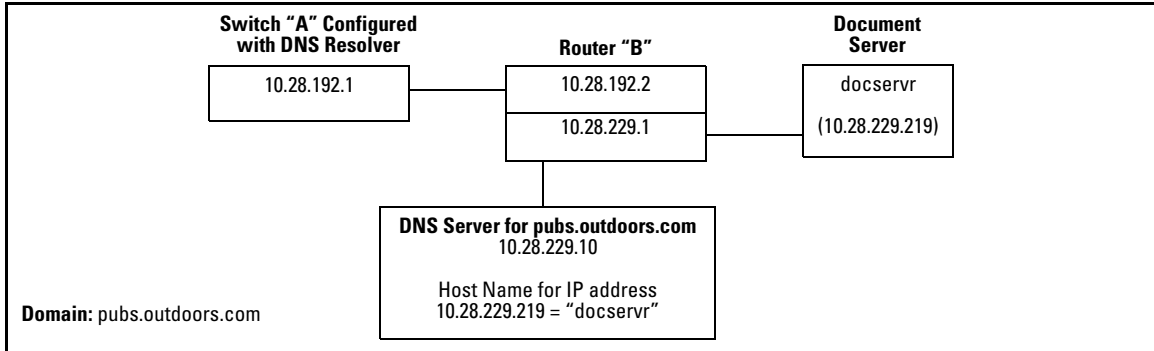 Switch “A” Configured
with DNS Resolver
10.28.192.1
Router “B”
10.28.192.2
10.28.229.1
Document
Server
docservr
(10.28.229.219)
DNS Server for pubs.outdoors.com
10.28.229.10
Host Name for IP address
10.28.229.219 = “docservr”
Domain: pubs.outdoors.com